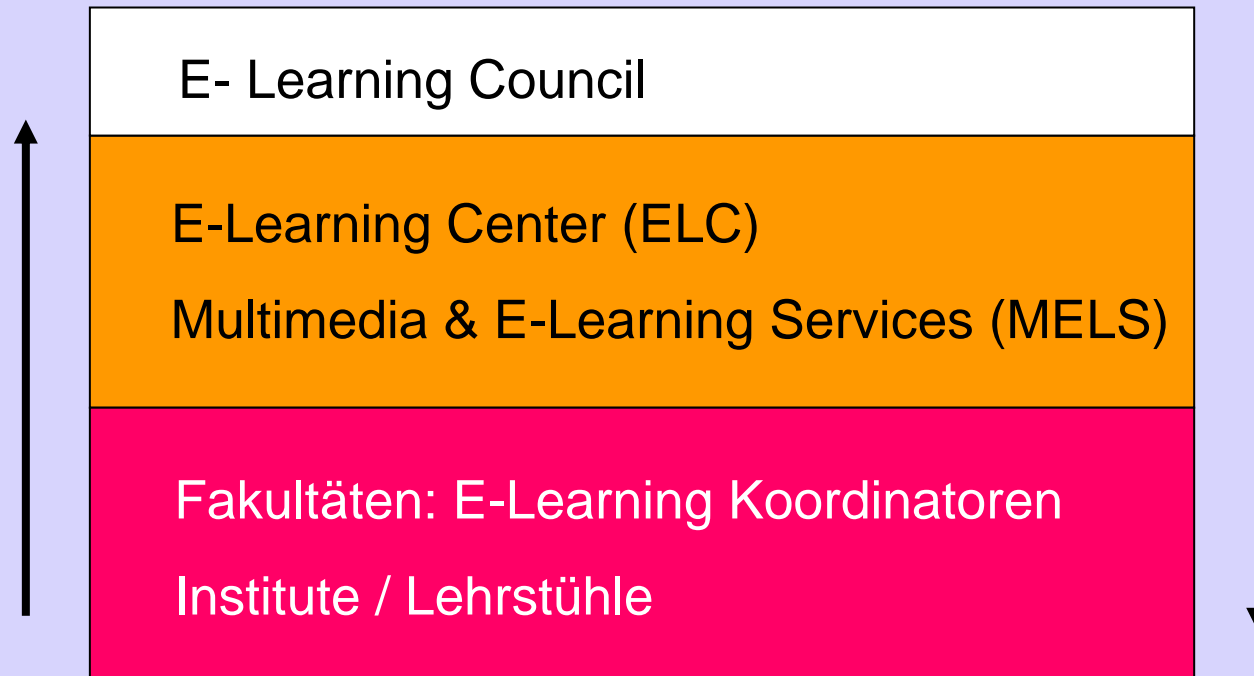 E- Learning Council
E-Learning Center (ELC)
Multimedia & E-Learning Services (MELS)
Fakultäten: E-Learning Koordinatoren
Institute / Lehrstühle